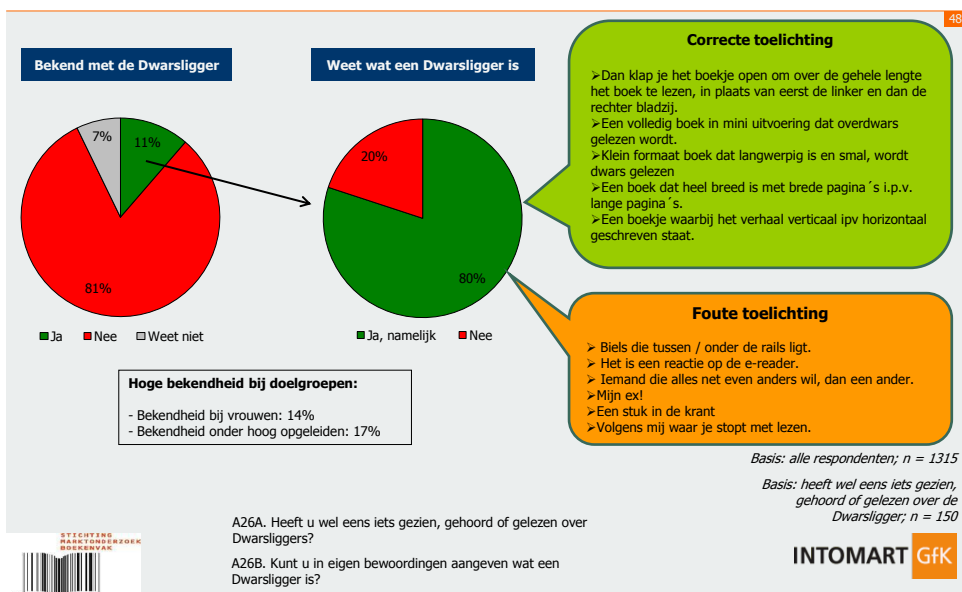 48
Bekend met de Dwarsligger
Weet wat een Dwarsligger is
7%
11%
81%
■Ja ■Nee ■Weet niet
20%
80%
■Ja, namelijk ■Nee
Correcte toelichting
➢Dan klap je het boekje open om over de gehele lengte
het boek te lezen, in plaats van eerst de linker en dan de
rechter bladzij.
➢Een volledig boek in mini uitvoering dat overdwars
gelezen wordt.
➢Klein formaat boek dat langwerpig is en smal, wordt
dwars gelezen
➢Een boek dat heel breed is met brede pagina´s i.p.v.
lange pagina´s.
➢Een boekje waarbij het verhaal verticaal ipv horizontaal
geschreven staat.
Foute toelichting
➢ Biels die tussen / onder de rails ligt.
➢ Het is een reactie op de e-reader.
➢ Iemand die alles net even anders wil, dan een ander.
➢Mijn ex!
➢Een stuk in de krant
➢Volgens mij waar je stopt met lezen.
Hoge bekendheid bij doelgroepen:
- Bekendheid bij vrouwen: 14%
- Bekendheid onder hoog opgeleiden: 17%
Basis: alle respondenten; n = 1315
Basis: heeft wel eens iets gezien,
gehoord of gelezen over de
Dwarsligger; n = 150
A26A. Heeft u wel eens iets gezien, gehoord of gelezen over
Dwarsliggers?
A26B. Kunt u in eigen bewoordingen aangeven wat een
Dwarsligger is?
STICHTING
MARKTONDERZOEK
BOEKENVAK
INTOMART GfK